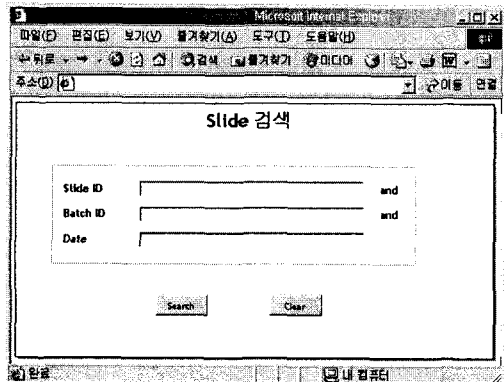 Microsoft Internet Explorer
파일(F) 편집(E) 보기(V) 즐겨찾기(A) 도구(T) 도움말(H)
뒤로 검색 즐겨찾기 미디어
주소(D) 이동 연결
Slide 검색
Slide ID and
Batch ID and
Date
Search Clear
완료 내 컴퓨터